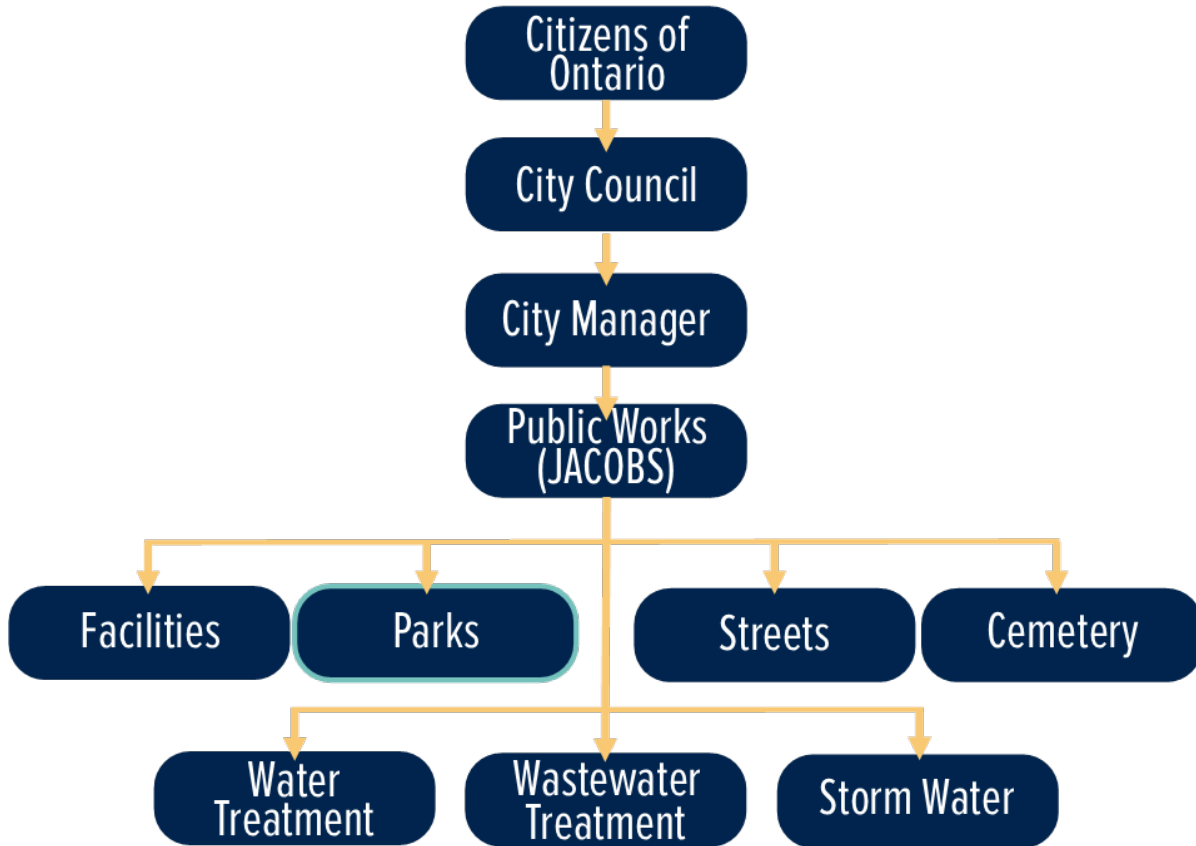 Citizens of
Ontario
City Council
City Manager
Public Works
(JACOBS)
Facilities
Parks
Streets
Cemetery
Water
Treatment
Wastewater
Treatment
Storm Water